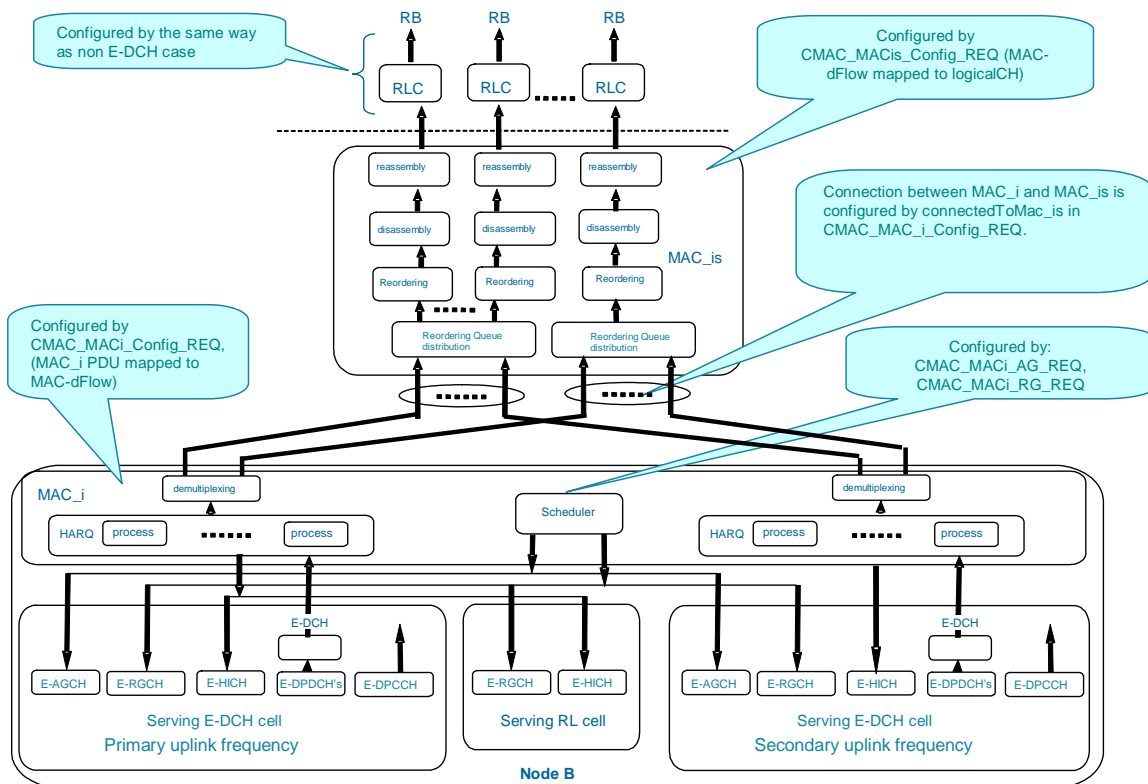 Configured by the same way
as non E-DCH case
RB
RB
RB
RLC
RLC
RLC
Configured by
CMAC_MACis_Config_REQ (MAC-
dFlow mapped to logicalCH)
reassembly
reassembly
reassembly
disassembly
disassembly
disassembly
Reordering
Reordering
Reordering
MAC_is
Reordering Queue
distribution
Reordering Queue
distribution
Connection between MAC_i and MAC_is is
configured by connectedToMac_is in
CMAC_MAC_i_Config_REQ.
Configured by
CMAC_MACi_Config_REQ,
(MAC_i PDU mapped to
MAC-dFlow)
Configured by:
CMAC_MACi_AG_REQ,
CMAC_MACi_RG_REQ
MAC_i
demultiplexing
HARQ
process
process
Scheduler
demultiplexing
HARQ
process
process
E-DCH
E-AGCH
E-RGCH
E-HICH
E-DPDCH's
E-DPCCH
Serving E-DCH cell
Primary uplink frequency
E-RGCH
E-HICH
Serving RL cell
E-DCH
E-AGCH
E-RGCH
E-HICH
E-DPDCH's
E-DPCCH
Serving E-DCH cell
Secondary uplink frequency
Node B